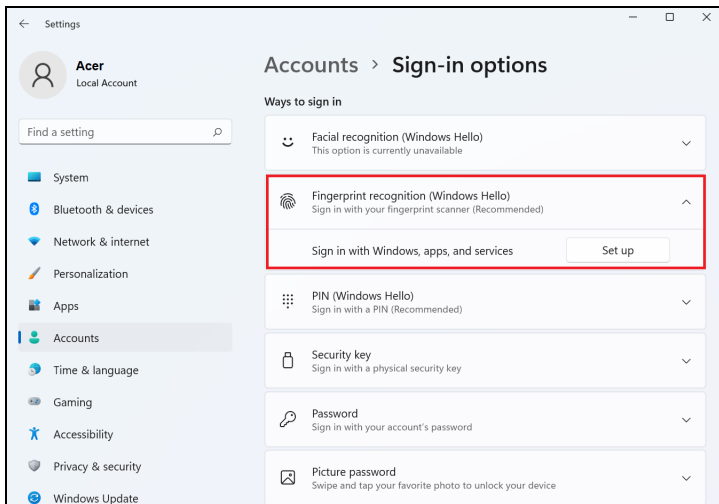 Settings
Acer
Local Account
Find a setting
System
Bluetooth & devices
Network & internet
Personalization
Apps
Accounts
Time & language
Gaming
Accessibility
Privacy & security
Windows Update
Accounts > Sign-in options
Ways to sign in
Facial recognition (Windows Hello)
This option is currently unavailable
Fingerprint recognition (Windows Hello)
Sign in with your fingerprint scanner (Recommended)
Sign in with Windows, apps, and services
Set up
PIN (Windows Hello)
Sign in with a PIN (Recommended)
Security key
Sign in with a physical security key
Password
Sign in with your account's password
Picture password
Swipe and tap your favorite photo to unlock your device